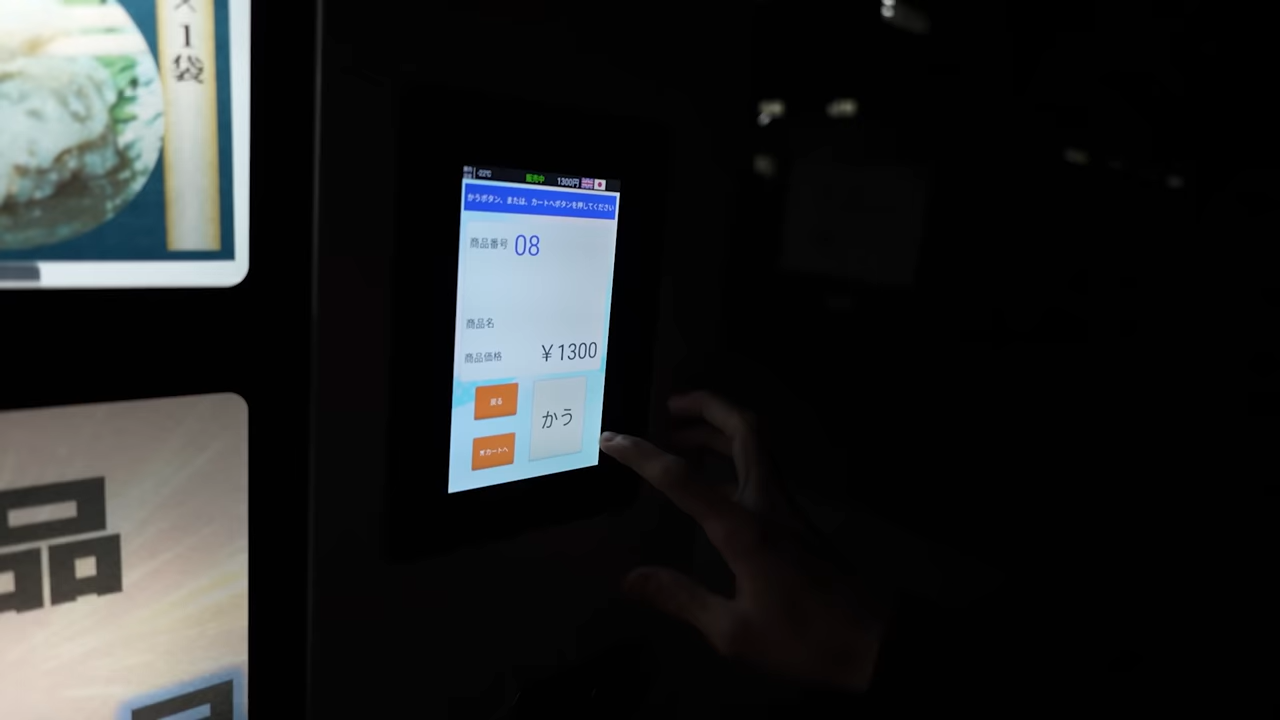 ス1袋
販売中 1300円
かうボタン、または、カートへボタンを押してください
商品番号 08
商品名
商品価格 ¥1300
戻る
かう
カートへ
品